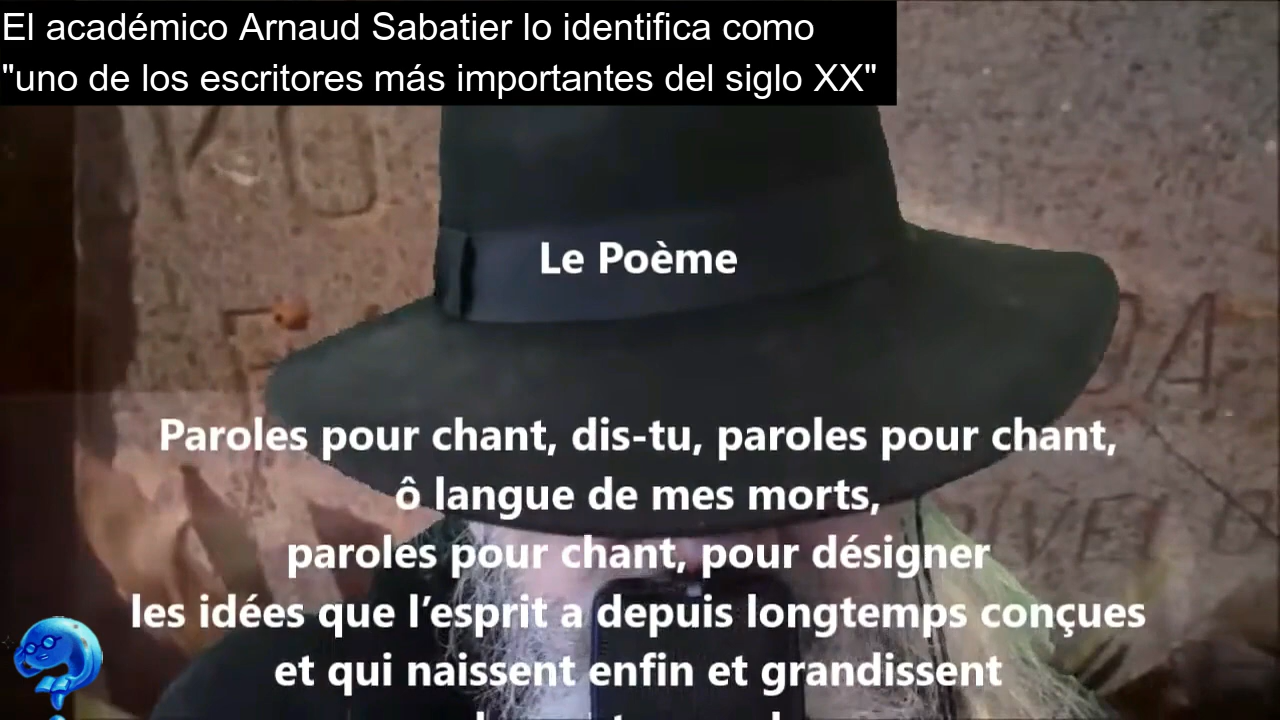 El académico Arnaud Sabatier lo identifica como
"uno de los escritores más importantes del siglo XX"
Le Poème
Paroles pour chant, dis-tu, paroles pour chant,
ô langue de mes morts,
paroles pour chant, pour désigner
les idées que l’esprit a depuis longtemps conçues
et qui naissent enfin et grandissent